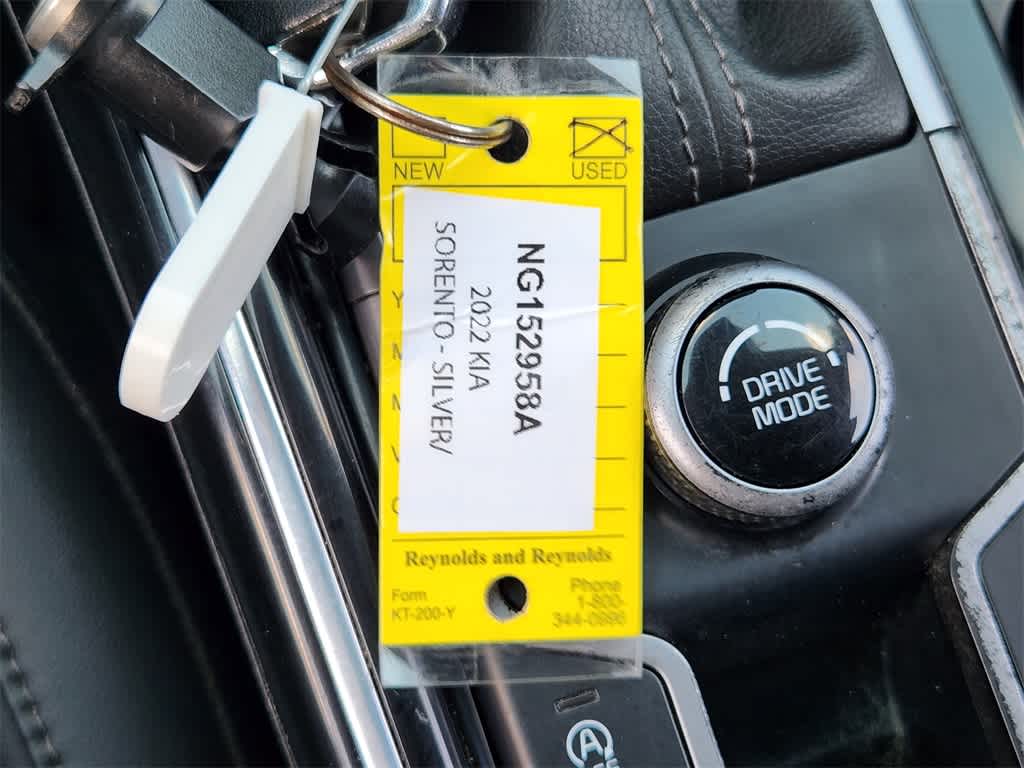 NEW
USED
NG152958A
2022 KIA
SORENTO - SILVER/
Y
M
M
V
C
Reynolds and Reynolds
Form
KT-200-Y
Phone
1-800-
344-0996
DRIVE
MODE
A